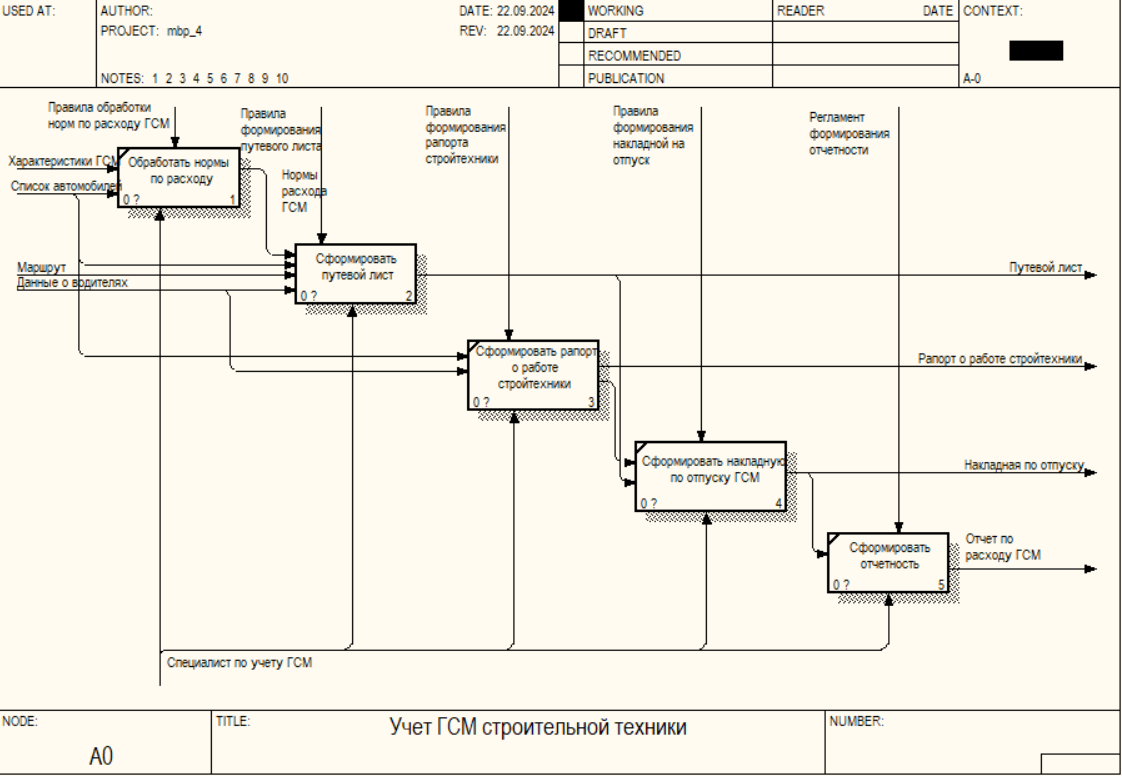 USED AT:
AUTHOR:
DATE: 22.09.2024
WORKING
READER
DATE
CONTEXT:
PROJECT: mbp_4
REV: 22.09.2024
DRAFT
RECOMMENDED
NOTES: 1 2 3 4 5 6 7 8 9 10
PUBLICATION
A-0
Правила обработки
норм по расходу ГСМ
Правила
формирования
путевого листа
Правила
формирования
рапорта
стройтехники
Правила
формирования
накладной на
отпуск
Регламент
формирования
отчетности
Характеристики ГСМ
Список автомобилей
Обработать нормы
по расходу
0 ?
1
Нормы
расхода
ГСМ
Маршрут
Данные о водителях
Сформировать
путевой лист
0 ?
2
Путевой лист
Сформировать рапорт
о работе
стройтехники
0 ?
3
Рапорт о работе стройтехники
Сформировать накладную
по отпуску ГСМ
0 ?
4
Накладная по отпуску
Сформировать
отчетность
0 ?
5
Отчет по
расходу ГСМ
Специалист по учету ГСМ
NODE:
A0
TITLE:
Учет ГСМ строительной техники
NUMBER: